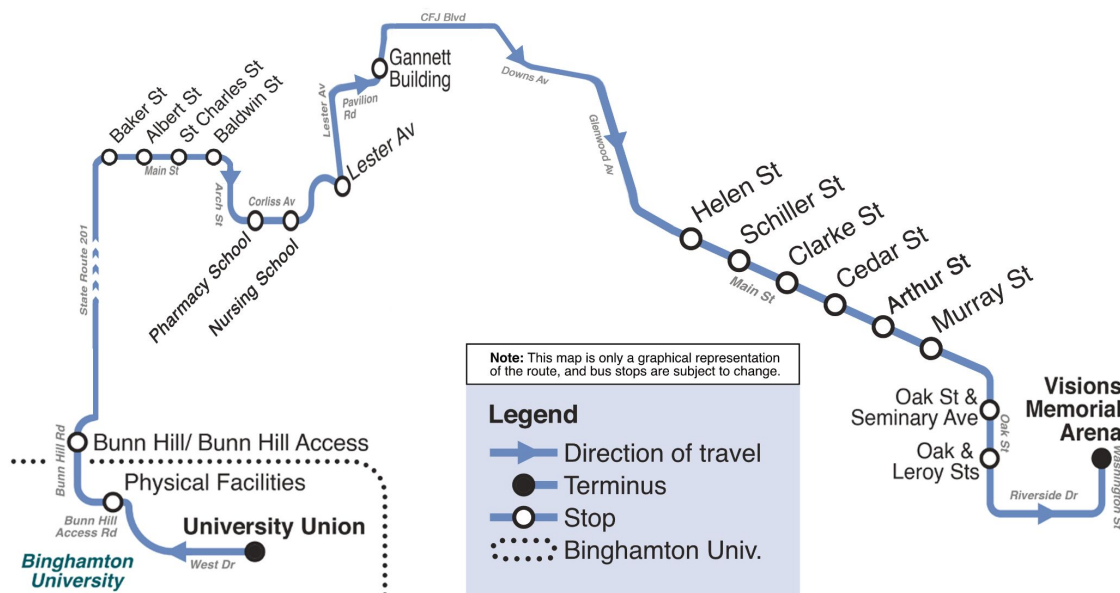 CFJ Blvd
Gannett
Building
Downs Av
Lester Av
Pavilion
Rd
Glenwood Av
Baker St
Albert St
St Charles St
Baldwin St
Main St
Arch St
Corliss Av
Lester Av
Pharmacy School
Nursing School
State Route 201
Helen St
Schiller St
Clarke St
Cedar St
Arthur St
Murray St
Main St
Note: This map is only a graphical representation
of the route, and bus stops are subject to change.
Legend
Direction of travel
Terminus
Stop
Binghamton Univ.
Oak St &
Seminary Ave
Oak &
Leroy Sts
Oak St
Visions
Memorial
Arena
Riverside Dr
Washington St
Bunn Hill Rd
Bunn Hill/ Bunn Hill Access
Physical Facilities
Bunn Hill
Access Rd
University Union
West Dr
Binghamton
University